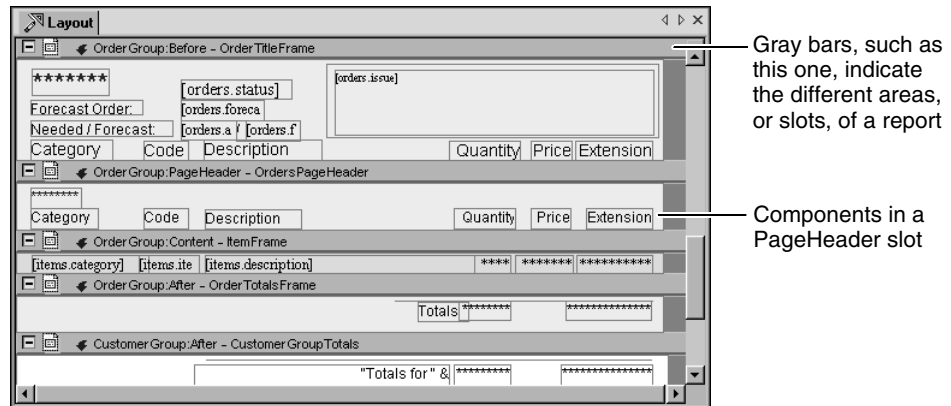 Layout
OrderGroup:Before - OrderTitleFrame
******* [orders.status] [orders.issue]
Forecast Order: [orders.foreca
Needed / Forecast: [orders.a / [orders.f
Category Code Description Quantity Price Extension
OrderGroup:PageHeader - OrdersPageHeader
********
Category Code Description Quantity Price Extension
OrderGroup:Content - ItemFrame
[items.category] [items.ite [items.description] **** ******* **********
OrderGroup:After - OrderTotalsFrame
Totals ******** **************
CustomerGroup:After - CustomerGroupTotals
"Totals for" & ********* ***************
Gray bars, such as
this one, indicate
the different areas,
or slots, of a report
Components in a
PageHeader slot